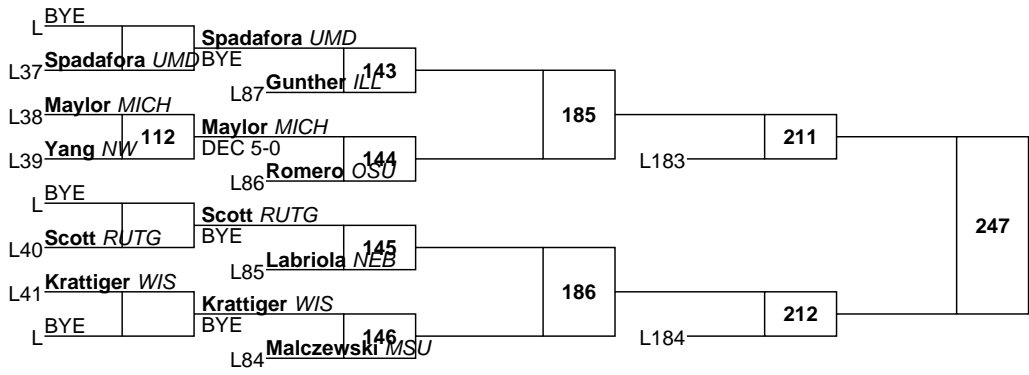 BYE
L
Spadafora UMD
BYE
L37 Spadafora UMD
143
L87 Gunther ILL
L38 Maylor MICH
185
112
Maylor MICH
DEC 5-0
211
L39 Yang NW
144
L183
L86 Romero OSU
BYE
L
Scott RUTG
BYE
247
L40 Scott RUTG
145
L85 Labriola NEB
L41 Krattiger WIS
186
Krattiger WIS
BYE
212
BYE
L
146
L184
L84 Malczewski MSU